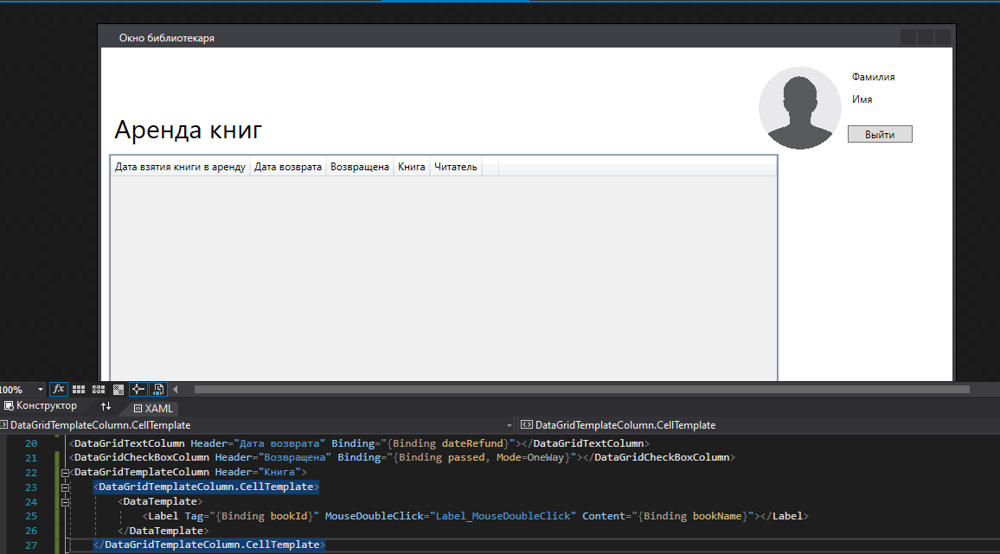 Окно библиотекаря
Фамилия
Имя
Выйти
Аренда книг
Дата взятия книги в аренду Дата возврата Возвращена Книга Читатель
100% fx
Конструктор XAML
DataGridTemplateColumn.CellTemplate DataGridTemplateColumn.CellTemplate
20 <DataGridTextColumn Header="Дата возврата" Binding="{Binding dateRefund}"></DataGridTextColumn>
21 <DataGridCheckBoxColumn Header="Возвращена" Binding="{Binding passed, Mode=OneWay}"></DataGridCheckBoxColumn>
22 <DataGridTemplateColumn Header="Книга">
23 <DataGridTemplateColumn.CellTemplate>
24 <DataTemplate>
25 <Label Tag="{Binding bookId}" MouseDoubleClick="Label_MouseDoubleClick" Content="{Binding bookName}"></Label>
26 </DataTemplate>
27 </DataGridTemplateColumn.CellTemplate>